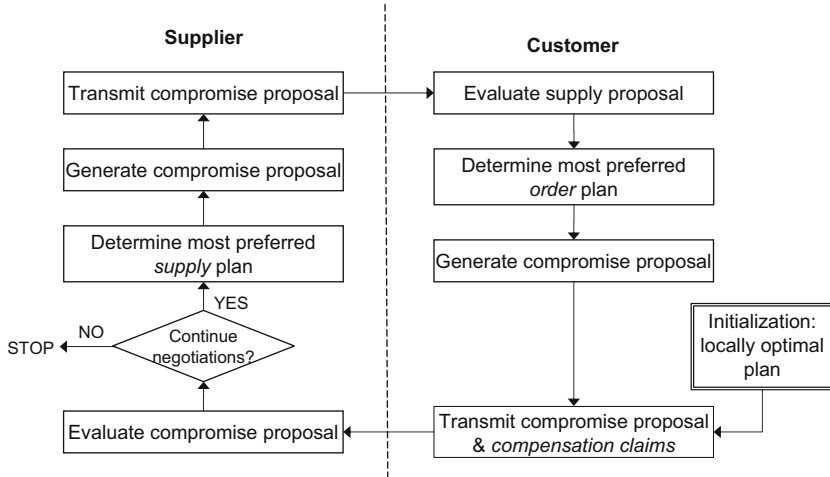 Supplier
Customer
Transmit compromise proposal
Evaluate supply proposal
Generate compromise proposal
Determine most preferred
order plan
Determine most preferred
supply plan
Generate compromise proposal
YES
NO
STOP
Continue
negotiations?
Initialization:
locally optimal
plan
Evaluate compromise proposal
Transmit compromise proposal
& compensation claims